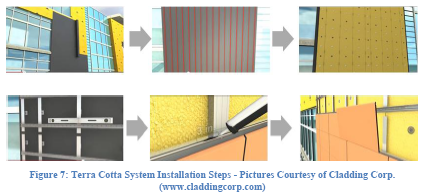 Figure 7: Terra Cotta System Installation Steps - Pictures Courtesy of Cladding Corp.
(www.claddingcorp.com)